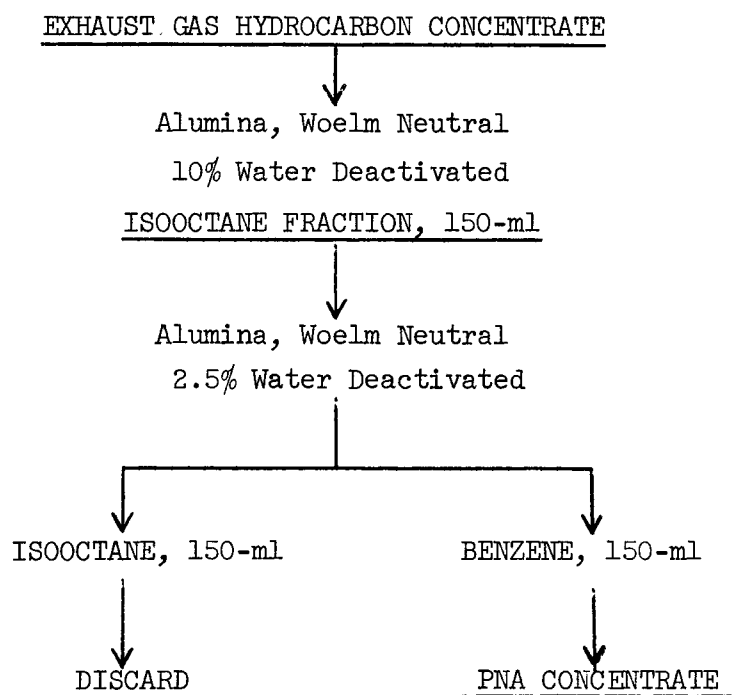 EXHAUST GAS HYDROCARBON CONCENTRATE
Alumina, Woelm Neutral
10% Water Deactivated
ISOOCTANE FRACTION, 150-ml
Alumina, Woelm Neutral
2.5% Water Deactivated
ISOOCTANE, 150-ml
BENZENE, 150-ml
DISCARD
PNA CONCENTRATE